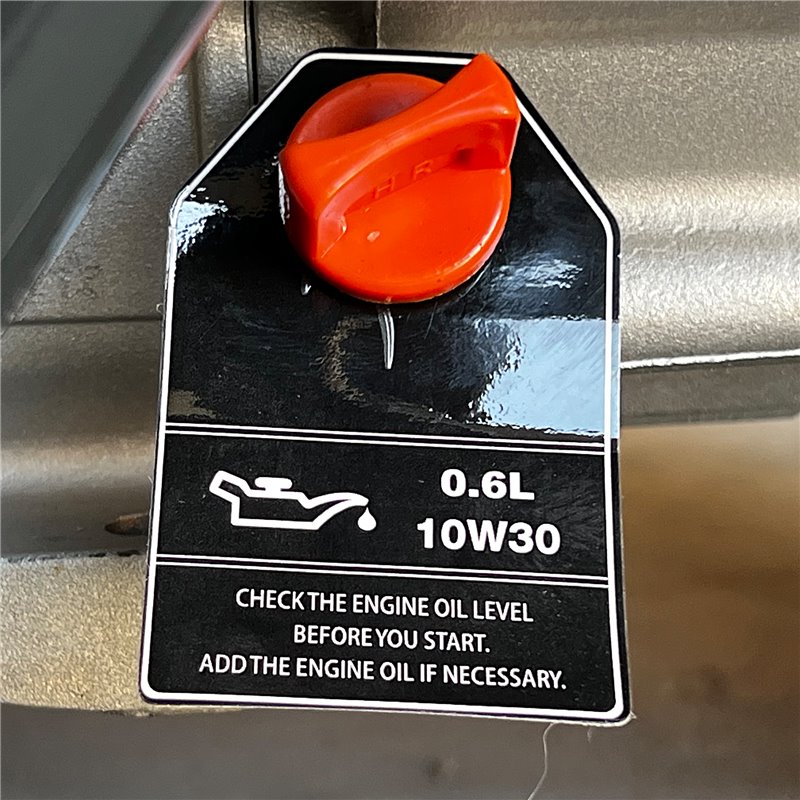 0.6L
10W30
CHECK THE ENGINE OIL LEVEL
BEFORE YOU START.
ADD THE ENGINE OIL IF NECESSARY.